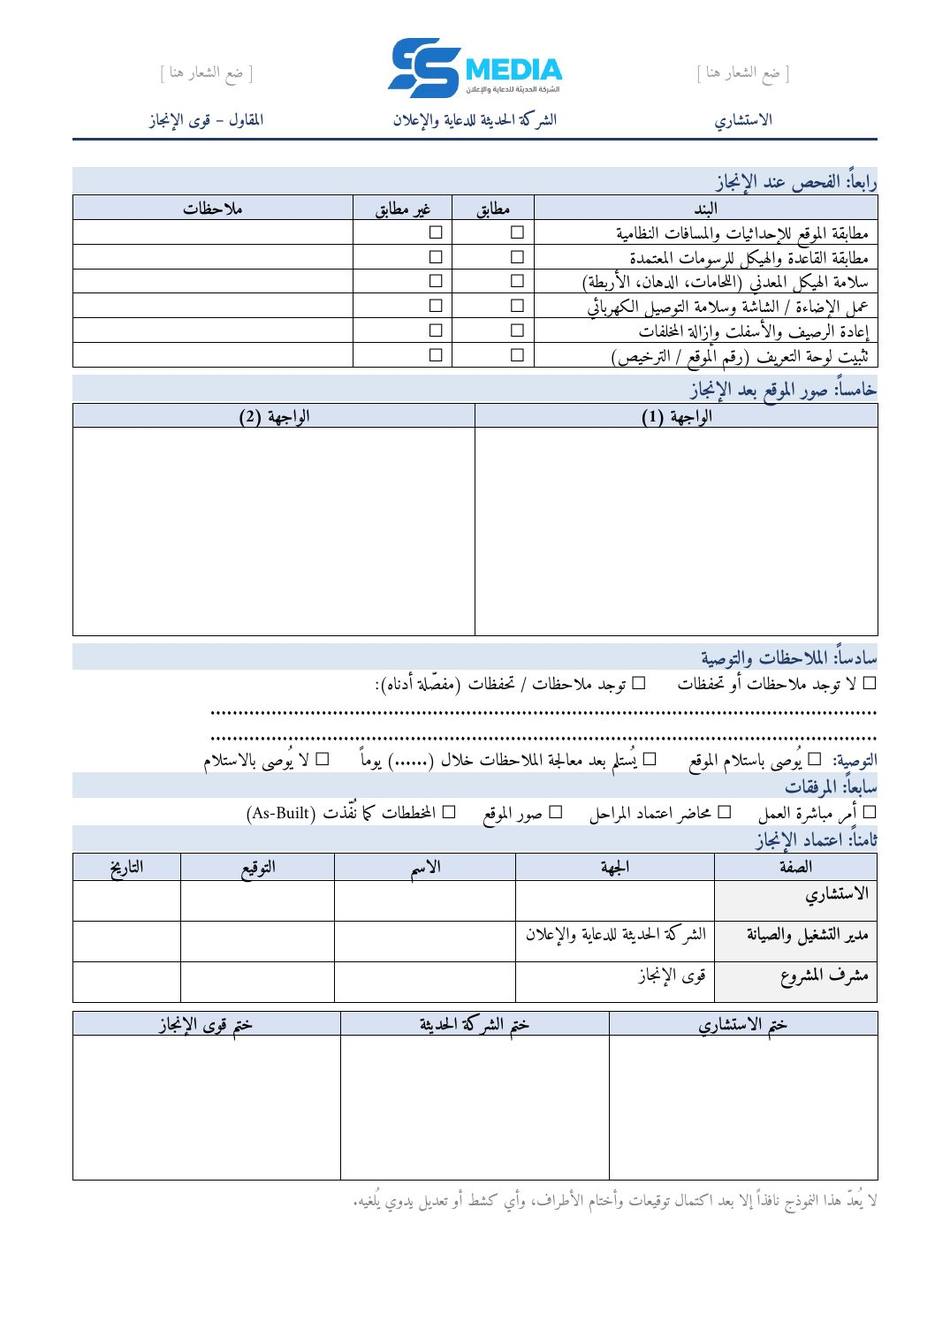 [ ضع الشعار هنا ]
SS MEDIA
الشركة الحديثة للدعاية والإعلان
[ ضع الشعار هنا ]
الاستشاري
الشركة الحديثة للدعاية والإعلان
المقاول – قوى الإنجاز
رابعاً: الفحص عند الإنجاز
البند مطابق غير مطابق ملاحظات
مطابقة الموقع للإحداثيات والمسافات النظامية ☐ ☐
مطابقة القاعدة والهيكل للرسومات المعتمدة ☐ ☐
سلامة الهيكل المعدني (اللحامات، الدهان، الأربطة) ☐ ☐
عمل الإضاءة / الشاشة وسلامة التوصيل الكهربائي ☐ ☐
إعادة الرصيف والأسفلت وإزالة المخلفات ☐ ☐
تثبيت لوحة التعريف (رقم الموقع / الترخيص) ☐ ☐
خامساً: صور الموقع بعد الإنجاز
الواجهة (1) الواجهة (2)
سادساً: الملاحظات والتوصية
☐ لا توجد ملاحظات أو تحفظات ☐ توجد ملاحظات / تحفظات (مفصّلة أدناه):
........................................................................................................................
........................................................................................................................
التوصية: ☐ يُوصى باستلام الموقع ☐ يُستلم بعد معالجة الملاحظات خلال (......) يوماً ☐ لا يُوصى بالاستلام
سابعاً: المرفقات
☐ أمر مباشرة العمل ☐ محاضر اعتماد المراحل ☐ صور الموقع ☐ المخططات كما نُفّذت (As-Built)
ثامناً: اعتماد الإنجاز
الصفة الجهة الاسم التوقيع التاريخ
الاستشاري
مدير التشغيل والصيانة الشركة الحديثة للدعاية والإعلان
مشرف المشروع قوى الإنجاز
ختم الاستشاري ختم الشركة الحديثة ختم قوى الإنجاز
لا يُعدّ هذا النموذج نافذاً إلا بعد اكتمال توقيعات وأختام الأطراف، وأي كشط أو تعديل يدوي يُلغيه.